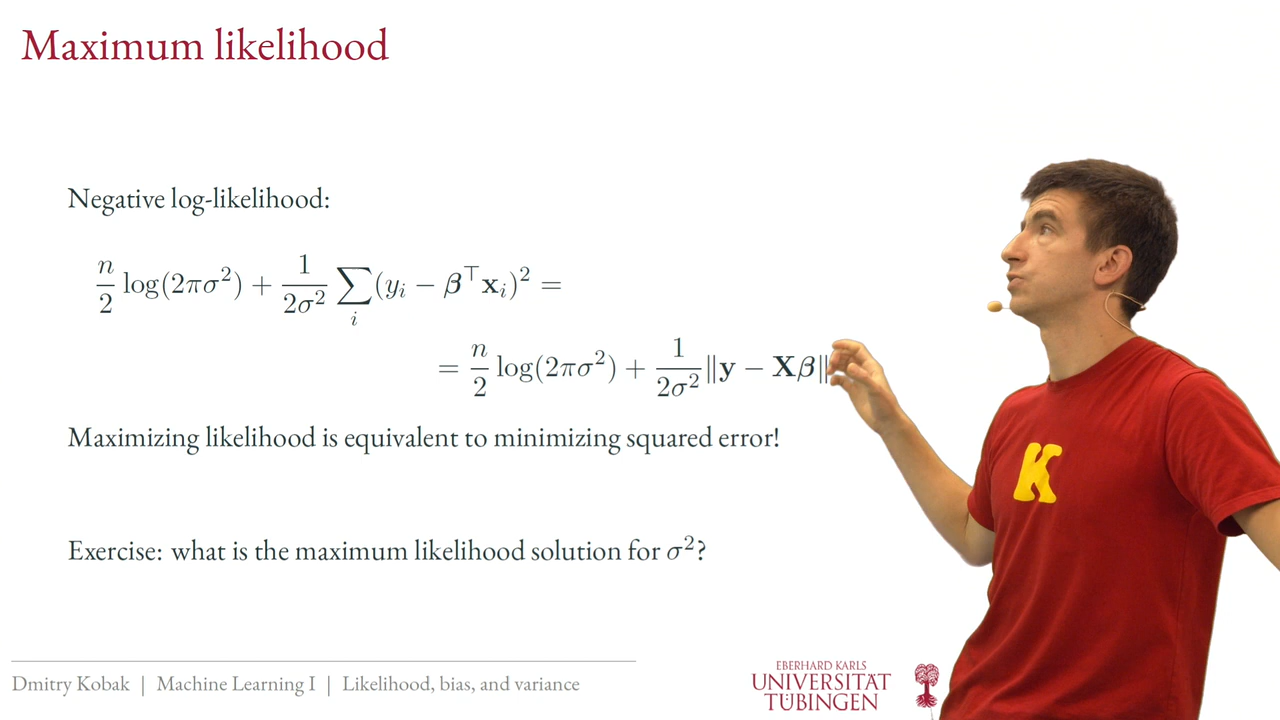 Maximum likelihood
Negative log-likelihood:
n/2 log(2πσ²) + 1/(2σ²) ∑_i (y_i − β^⊤ x_i)² =
= n/2 log(2πσ²) + 1/(2σ²) ‖y − Xβ‖
Maximizing likelihood is equivalent to minimizing squared error!
Exercise: what is the maximum likelihood solution for σ²?
Dmitry Kobak | Machine Learning I | Likelihood, bias, and variance
EBERHARD KARLS
UNIVERSITÄT
TÜBINGEN
K